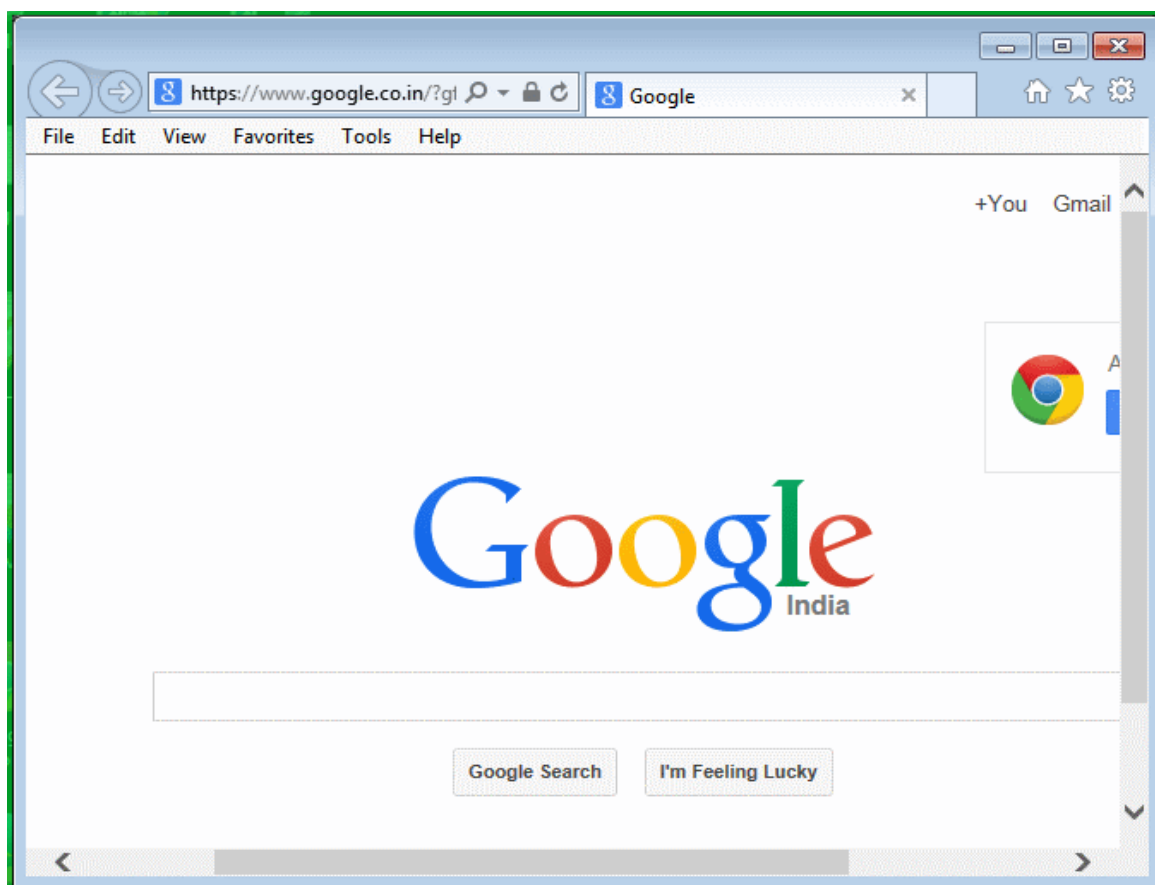 https://www.google.co.in/?gf
Google
File Edit View Favorites Tools Help
+You Gmail
A
Google
India
Google Search I'm Feeling Lucky